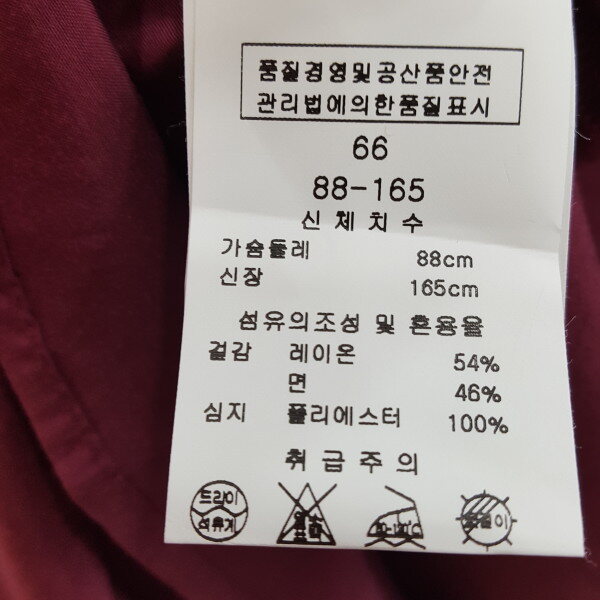 품질경영및공산품안전
관리법에의한품질표시
66
88-165
신체치수
가슴둘레 88cm
신장 165cm
섬유의조성 및 혼용율
겉감 레이온 54%
면 46%
심지 폴리에스터 100%
취급주의
드라이
석유계